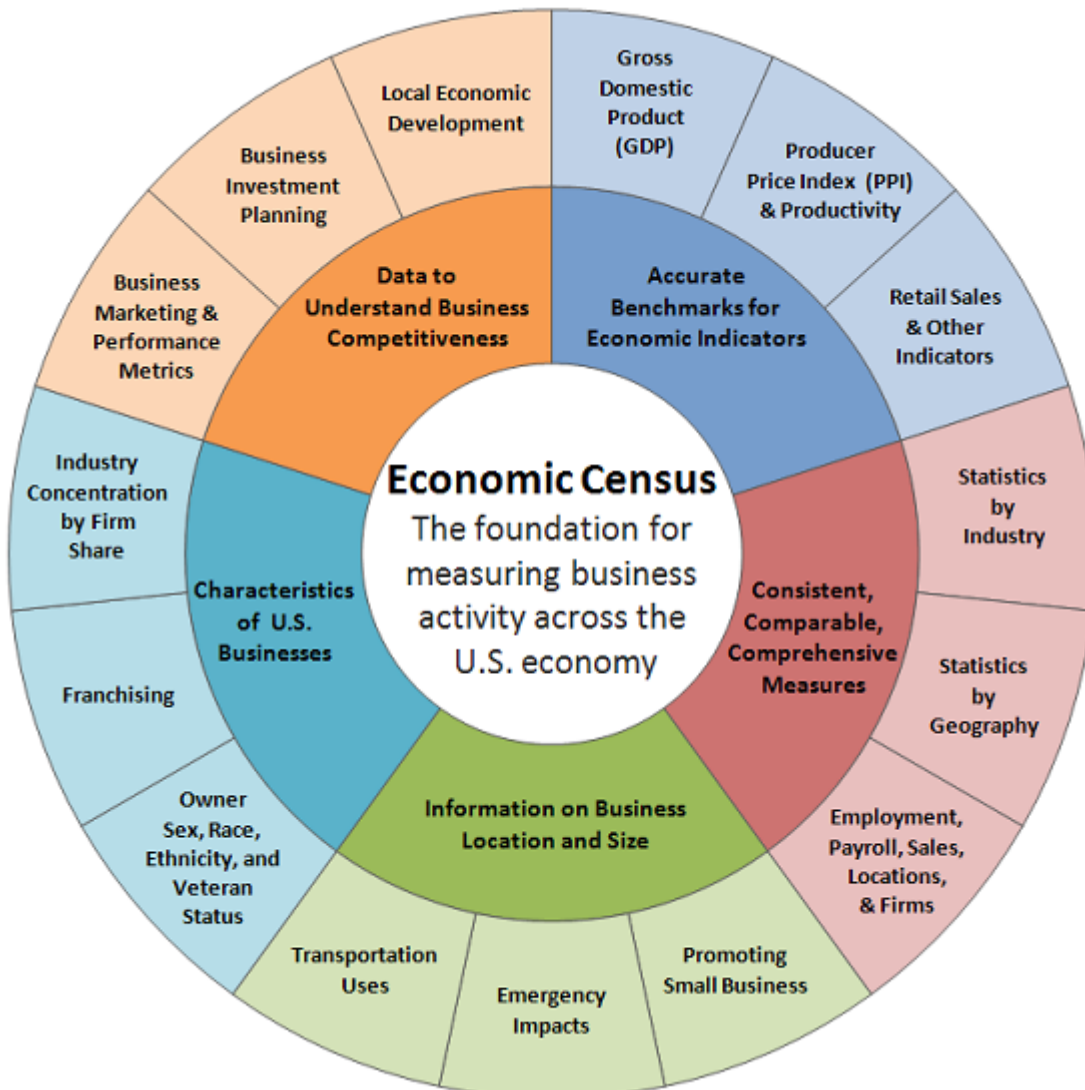 Economic Census
The foundation for
measuring business
activity across the
U.S. economy
Accurate
Benchmarks for
Economic Indicators
Gross
Domestic
Product
(GDP)
Producer
Price Index (PPI)
& Productivity
Retail Sales
& Other
Indicators
Consistent,
Comparable,
Comprehensive
Measures
Statistics
by
Industry
Statistics
by
Geography
Employment,
Payroll, Sales,
Locations,
& Firms
Information on Business
Location and Size
Promoting
Small Business
Emergency
Impacts
Transportation
Uses
Characteristics
of U.S.
Businesses
Owner
Sex, Race,
Ethnicity, and
Veteran
Status
Franchising
Industry
Concentration
by Firm
Share
Data to
Understand Business
Competitiveness
Business
Marketing &
Performance
Metrics
Business
Investment
Planning
Local Economic
Development